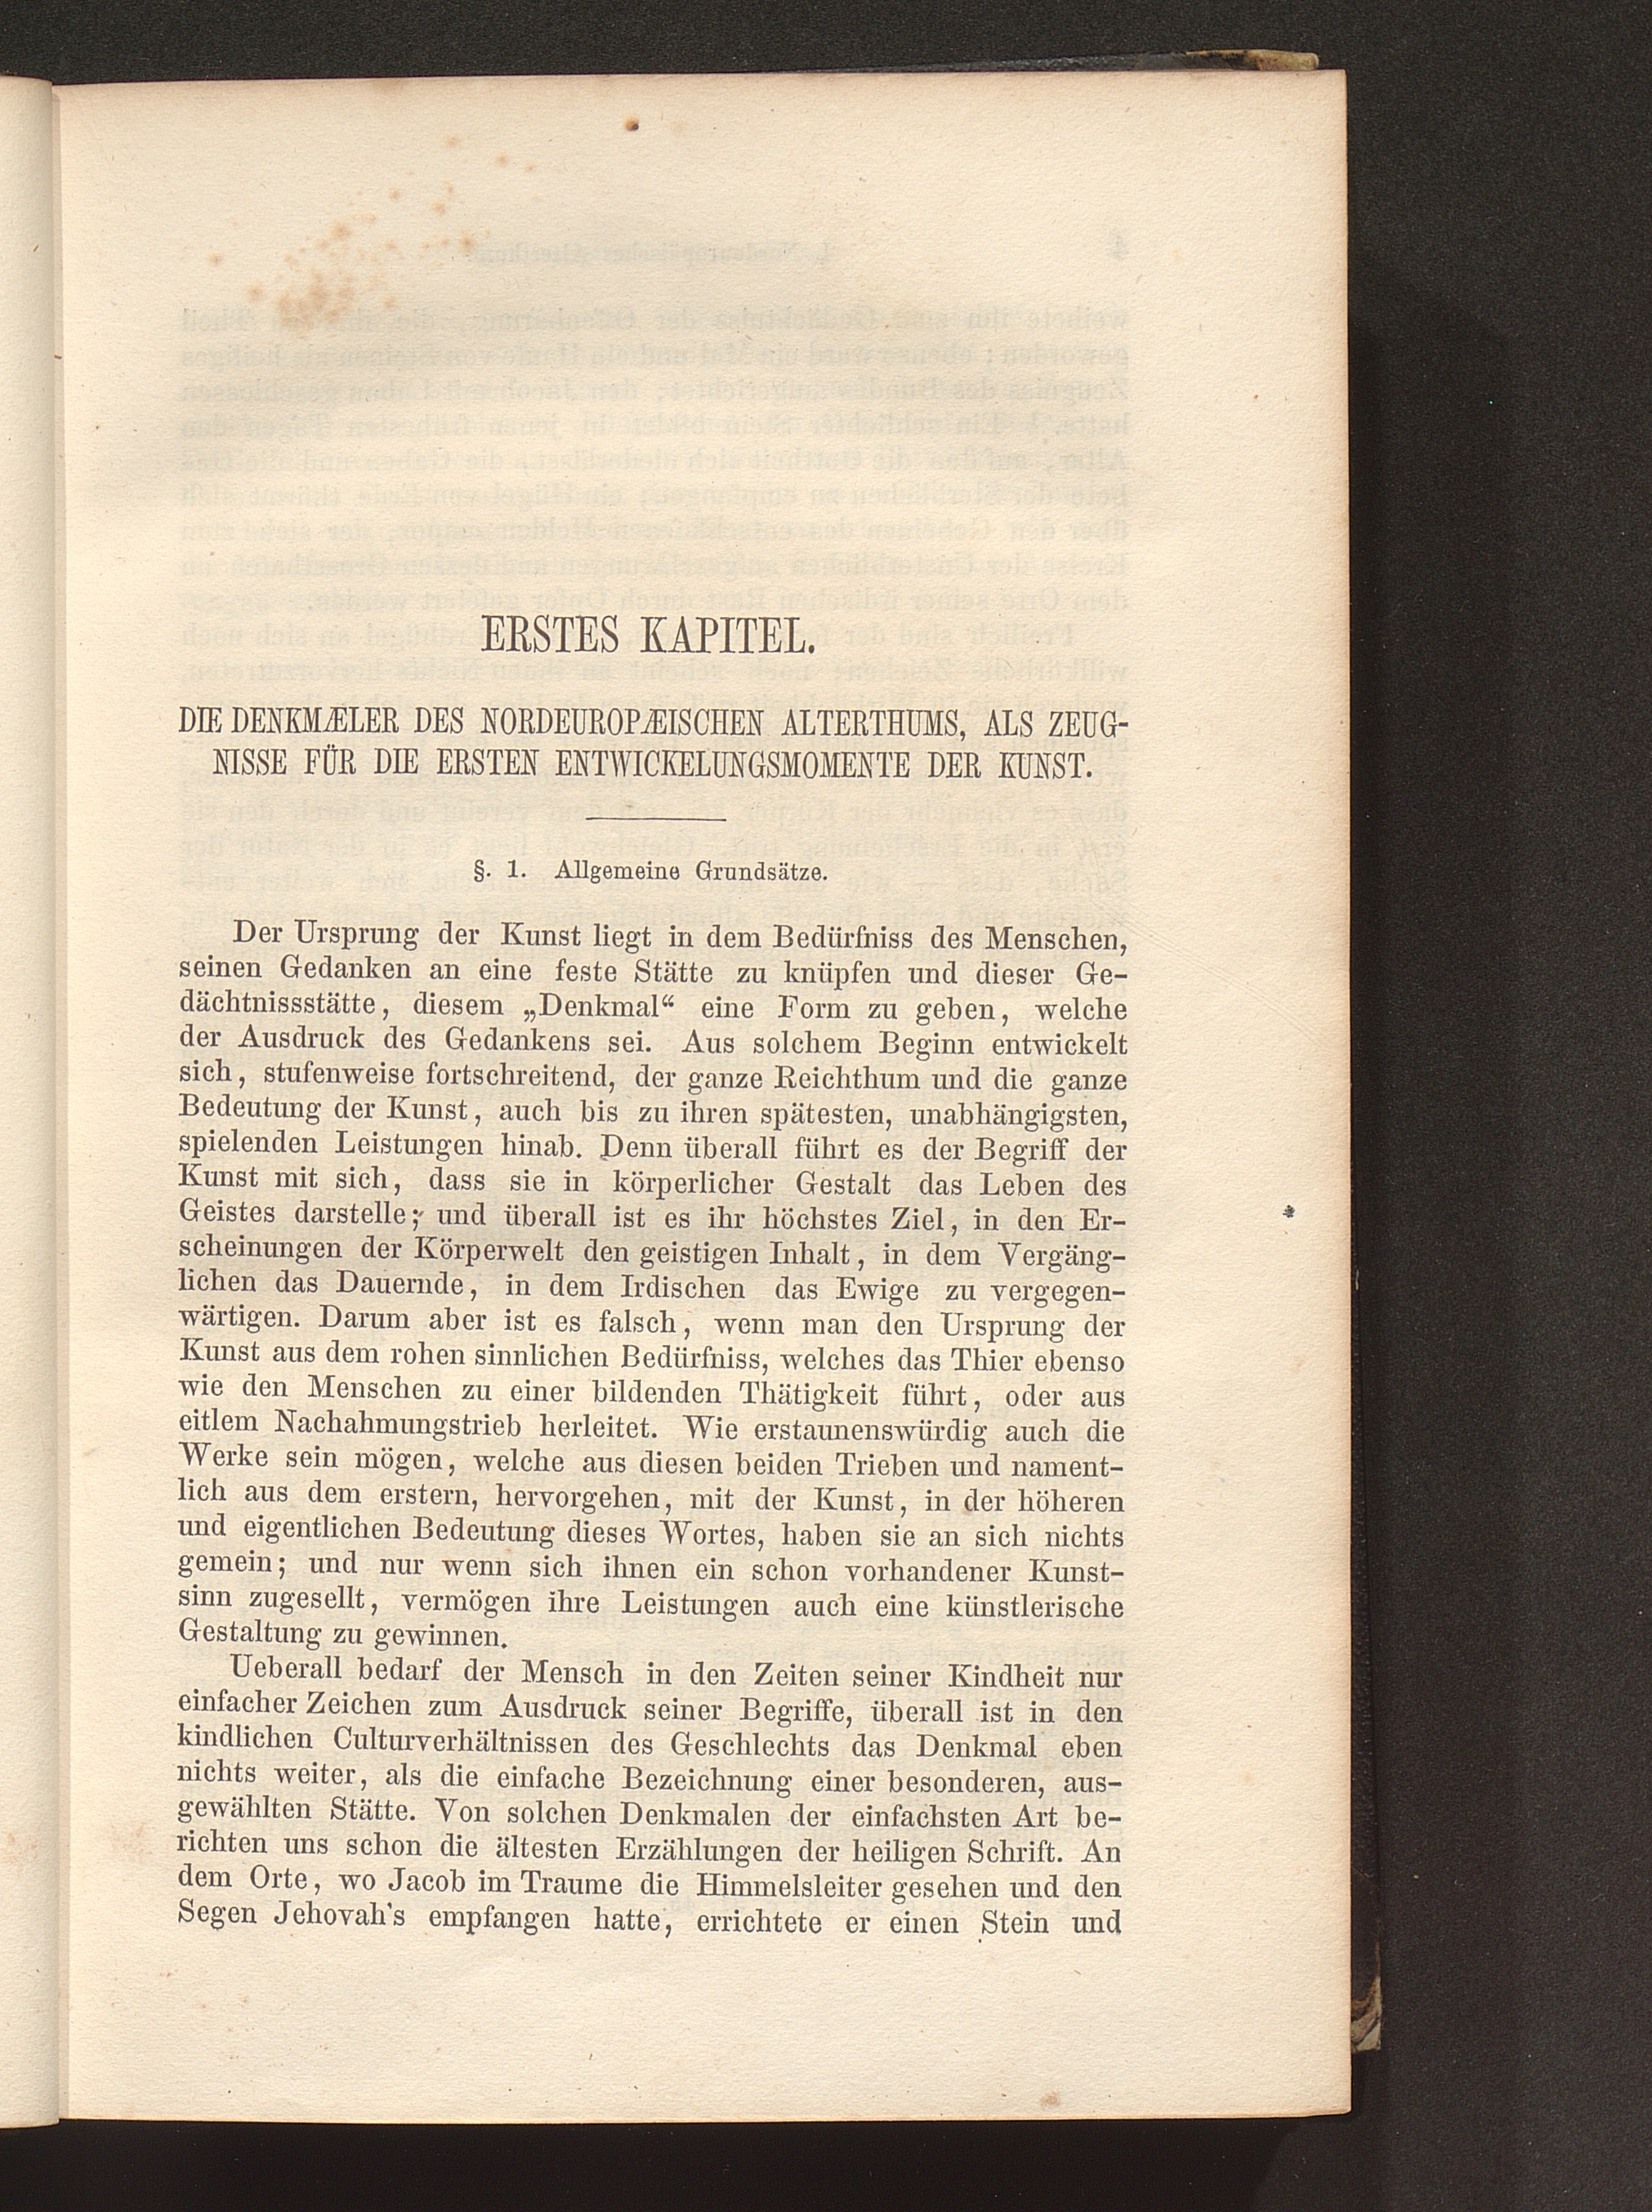 ERSTES KAPITEL.
DIE DENKMÆLER DES NORDEUROPÆISCHEN ALTERTHUMS, ALS ZEUG-
NISSE FÜR DIE ERSTEN ENTWICKELUNGSMOMENTE DER KUNST.
§. 1. Allgemeine Grundsätze.
Der Ursprung der Kunst liegt in dem Bedürfniss des Menschen,
seinen Gedanken an eine feste Stätte zu knüpfen und dieser Ge-
dächtnissstätte, diesem „Denkmal“ eine Form zu geben, welche
der Ausdruck des Gedankens sei. Aus solchem Beginn entwickelt
sich, stufenweise fortschreitend, der ganze Reichthum und die ganze
Bedeutung der Kunst, auch bis zu ihren spätesten, unabhängigsten,
spielenden Leistungen hinab. Denn überall führt es der Begriff der
Kunst mit sich, dass sie in körperlicher Gestalt das Leben des
Geistes darstelle; und überall ist es ihr höchstes Ziel, in den Er-
scheinungen der Körperwelt den geistigen Inhalt, in dem Vergäng-
lichen das Dauernde, in dem Irdischen das Ewige zu vergegen-
wärtigen. Darum aber ist es falsch, wenn man den Ursprung der
Kunst aus dem rohen sinnlichen Bedürfniss, welches das Thier ebenso
wie den Menschen zu einer bildenden Thätigkeit führt, oder aus
eitlem Nachahmungstrieb herleitet. Wie erstaunenswürdig auch die
Werke sein mögen, welche aus diesen beiden Trieben und nament-
lich aus dem erstern, hervorgehen, mit der Kunst, in der höheren
und eigentlichen Bedeutung dieses Wortes, haben sie an sich nichts
gemein; und nur wenn sich ihnen ein schon vorhandener Kunst-
sinn zugesellt, vermögen ihre Leistungen auch eine künstlerische
Gestaltung zu gewinnen.
Ueberall bedarf der Mensch in den Zeiten seiner Kindheit nur
einfacher Zeichen zum Ausdruck seiner Begriffe, überall ist in den
kindlichen Culturverhältnissen des Geschlechts das Denkmal eben
nichts weiter, als die einfache Bezeichnung einer besonderen, aus-
gewählten Stätte. Von solchen Denkmalen der einfachsten Art be-
richten uns schon die ältesten Erzählungen der heiligen Schrift. An
dem Orte, wo Jacob im Traume die Himmelsleiter gesehen und den
Segen Jehovah's empfangen hatte, errichtete er einen Stein und